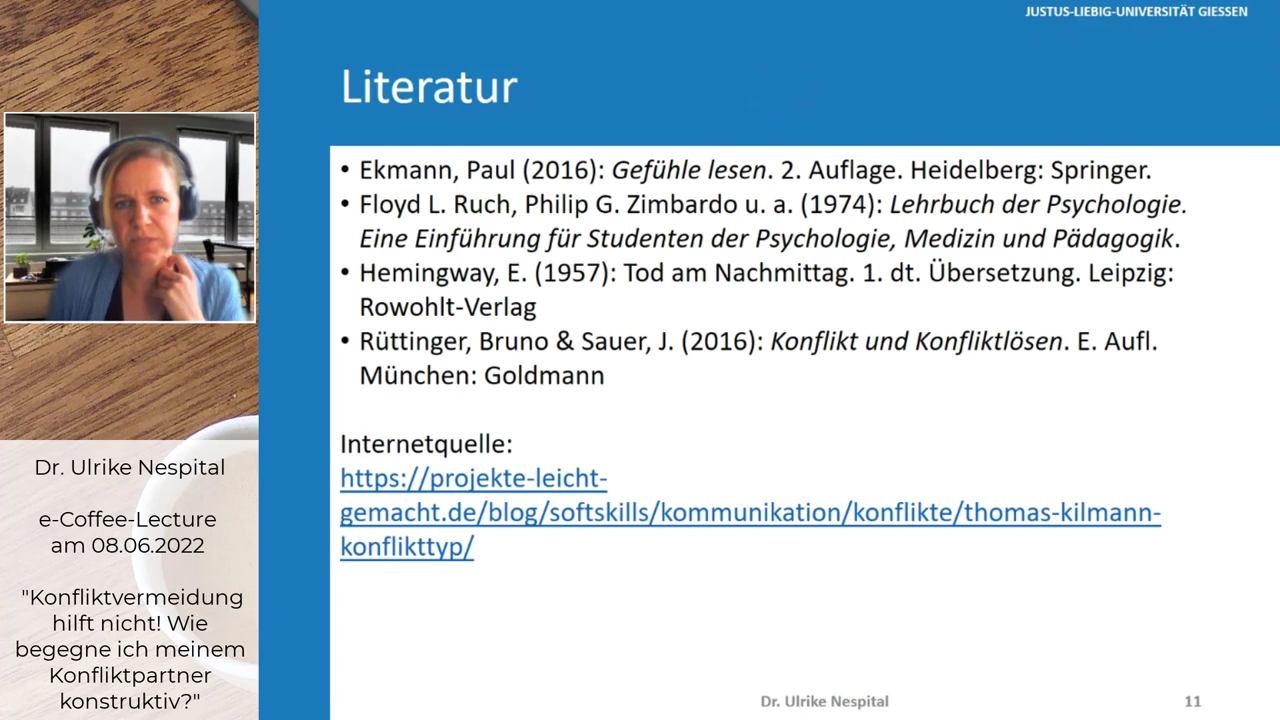 JUSTUS-LIEBIG-UNIVERSITÄT GIESSEN
Literatur
• Ekmann, Paul (2016): Gefühle lesen. 2. Auflage. Heidelberg: Springer.
• Floyd L. Ruch, Philip G. Zimbardo u. a. (1974): Lehrbuch der Psychologie.
Eine Einführung für Studenten der Psychologie, Medizin und Pädagogik.
• Hemingway, E. (1957): Tod am Nachmittag. 1. dt. Übersetzung. Leipzig:
Rowohlt-Verlag
• Rüttinger, Bruno & Sauer, J. (2016): Konflikt und Konfliktlösen. E. Aufl.
München: Goldmann
Internetquelle:
https://projekte-leicht-
gemacht.de/blog/softskills/kommunikation/konflikte/thomas-kilmann-
konflikttyp/
Dr. Ulrike Nespital
11
Dr. Ulrike Nespital
e-Coffee-Lecture
am 08.06.2022
"Konfliktvermeidung
hilft nicht! Wie
begegne ich meinem
Konfliktpartner
konstruktiv?"